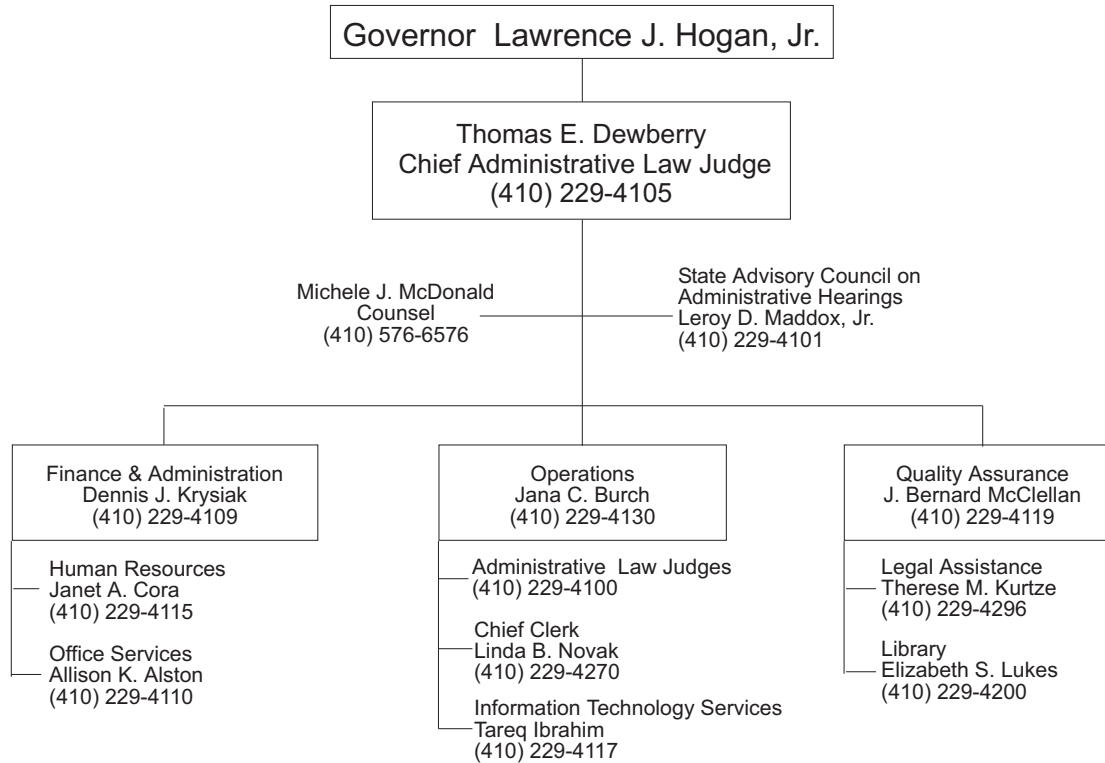 Governor Lawrence J. Hogan, Jr.
Thomas E. Dewberry
Chief Administrative Law Judge
(410) 229-4105
Michele J. McDonald
Counsel
(410) 576-6576
State Advisory Council on
Administrative Hearings
Leroy D. Maddox, Jr.
(410) 229-4101
Finance & Administration
Dennis J. Krysiak
(410) 229-4109
Human Resources
Janet A. Cora
(410) 229-4115
Office Services
Allison K. Alston
(410) 229-4110
Operations
Jana C. Burch
(410) 229-4130
Administrative Law Judges
(410) 229-4100
Chief Clerk
Linda B. Novak
(410) 229-4270
Information Technology Services
Tareq Ibrahim
(410) 229-4117
Quality Assurance
J. Bernard McClellan
(410) 229-4119
Legal Assistance
Therese M. Kurtze
(410) 229-4296
Library
Elizabeth S. Lukes
(410) 229-4200